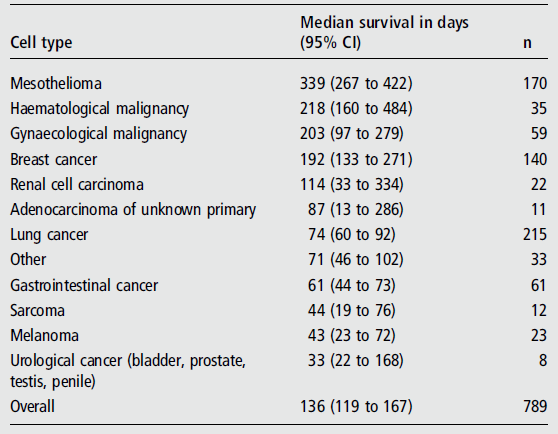 Cell type Median survival in days (95% CI) n
Mesothelioma 339 (267 to 422) 170
Haematological malignancy 218 (160 to 484) 35
Gynaecological malignancy 203 (97 to 279) 59
Breast cancer 192 (133 to 271) 140
Renal cell carcinoma 114 (33 to 334) 22
Adenocarcinoma of unknown primary 87 (13 to 286) 11
Lung cancer 74 (60 to 92) 215
Other 71 (46 to 102) 33
Gastrointestinal cancer 61 (44 to 73) 61
Sarcoma 44 (19 to 76) 12
Melanoma 43 (23 to 72) 23
Urological cancer (bladder, prostate, 33 (22 to 168) 8
testis, penile)
Overall 136 (119 to 167) 789